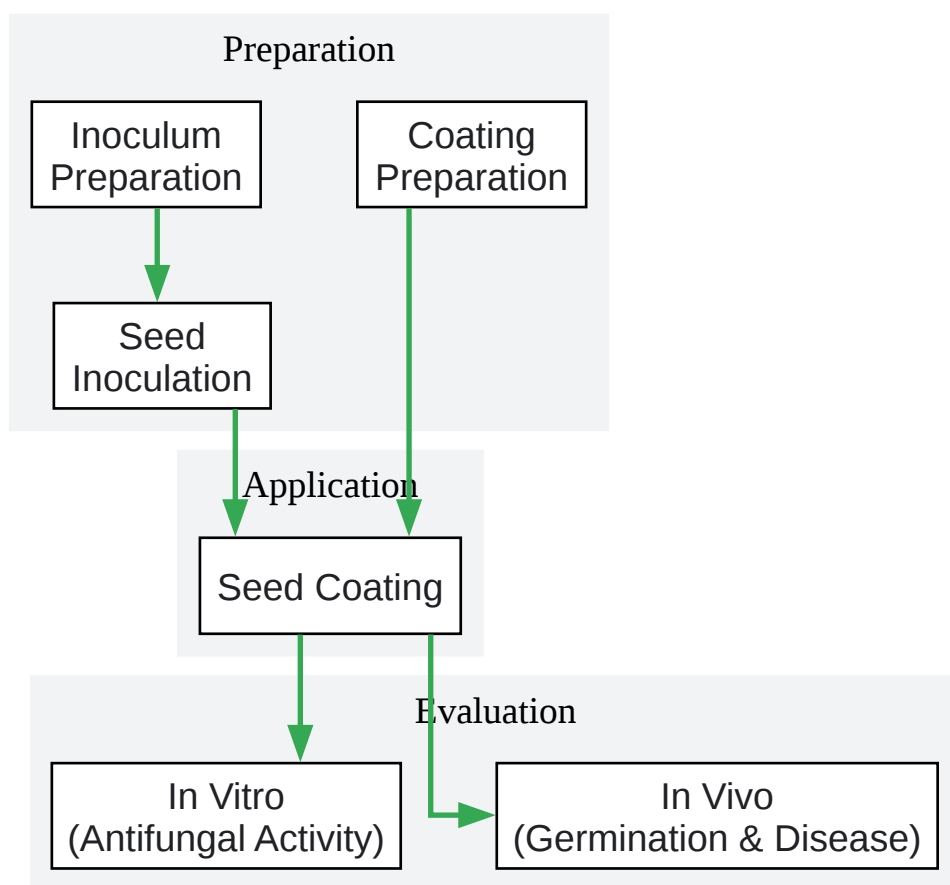 Preparation
Inoculum
Preparation
Coating
Preparation
Seed
Inoculation
Application
Seed Coating
Evaluation
In Vitro
(Antifungal Activity)
In Vivo
(Germination & Disease)